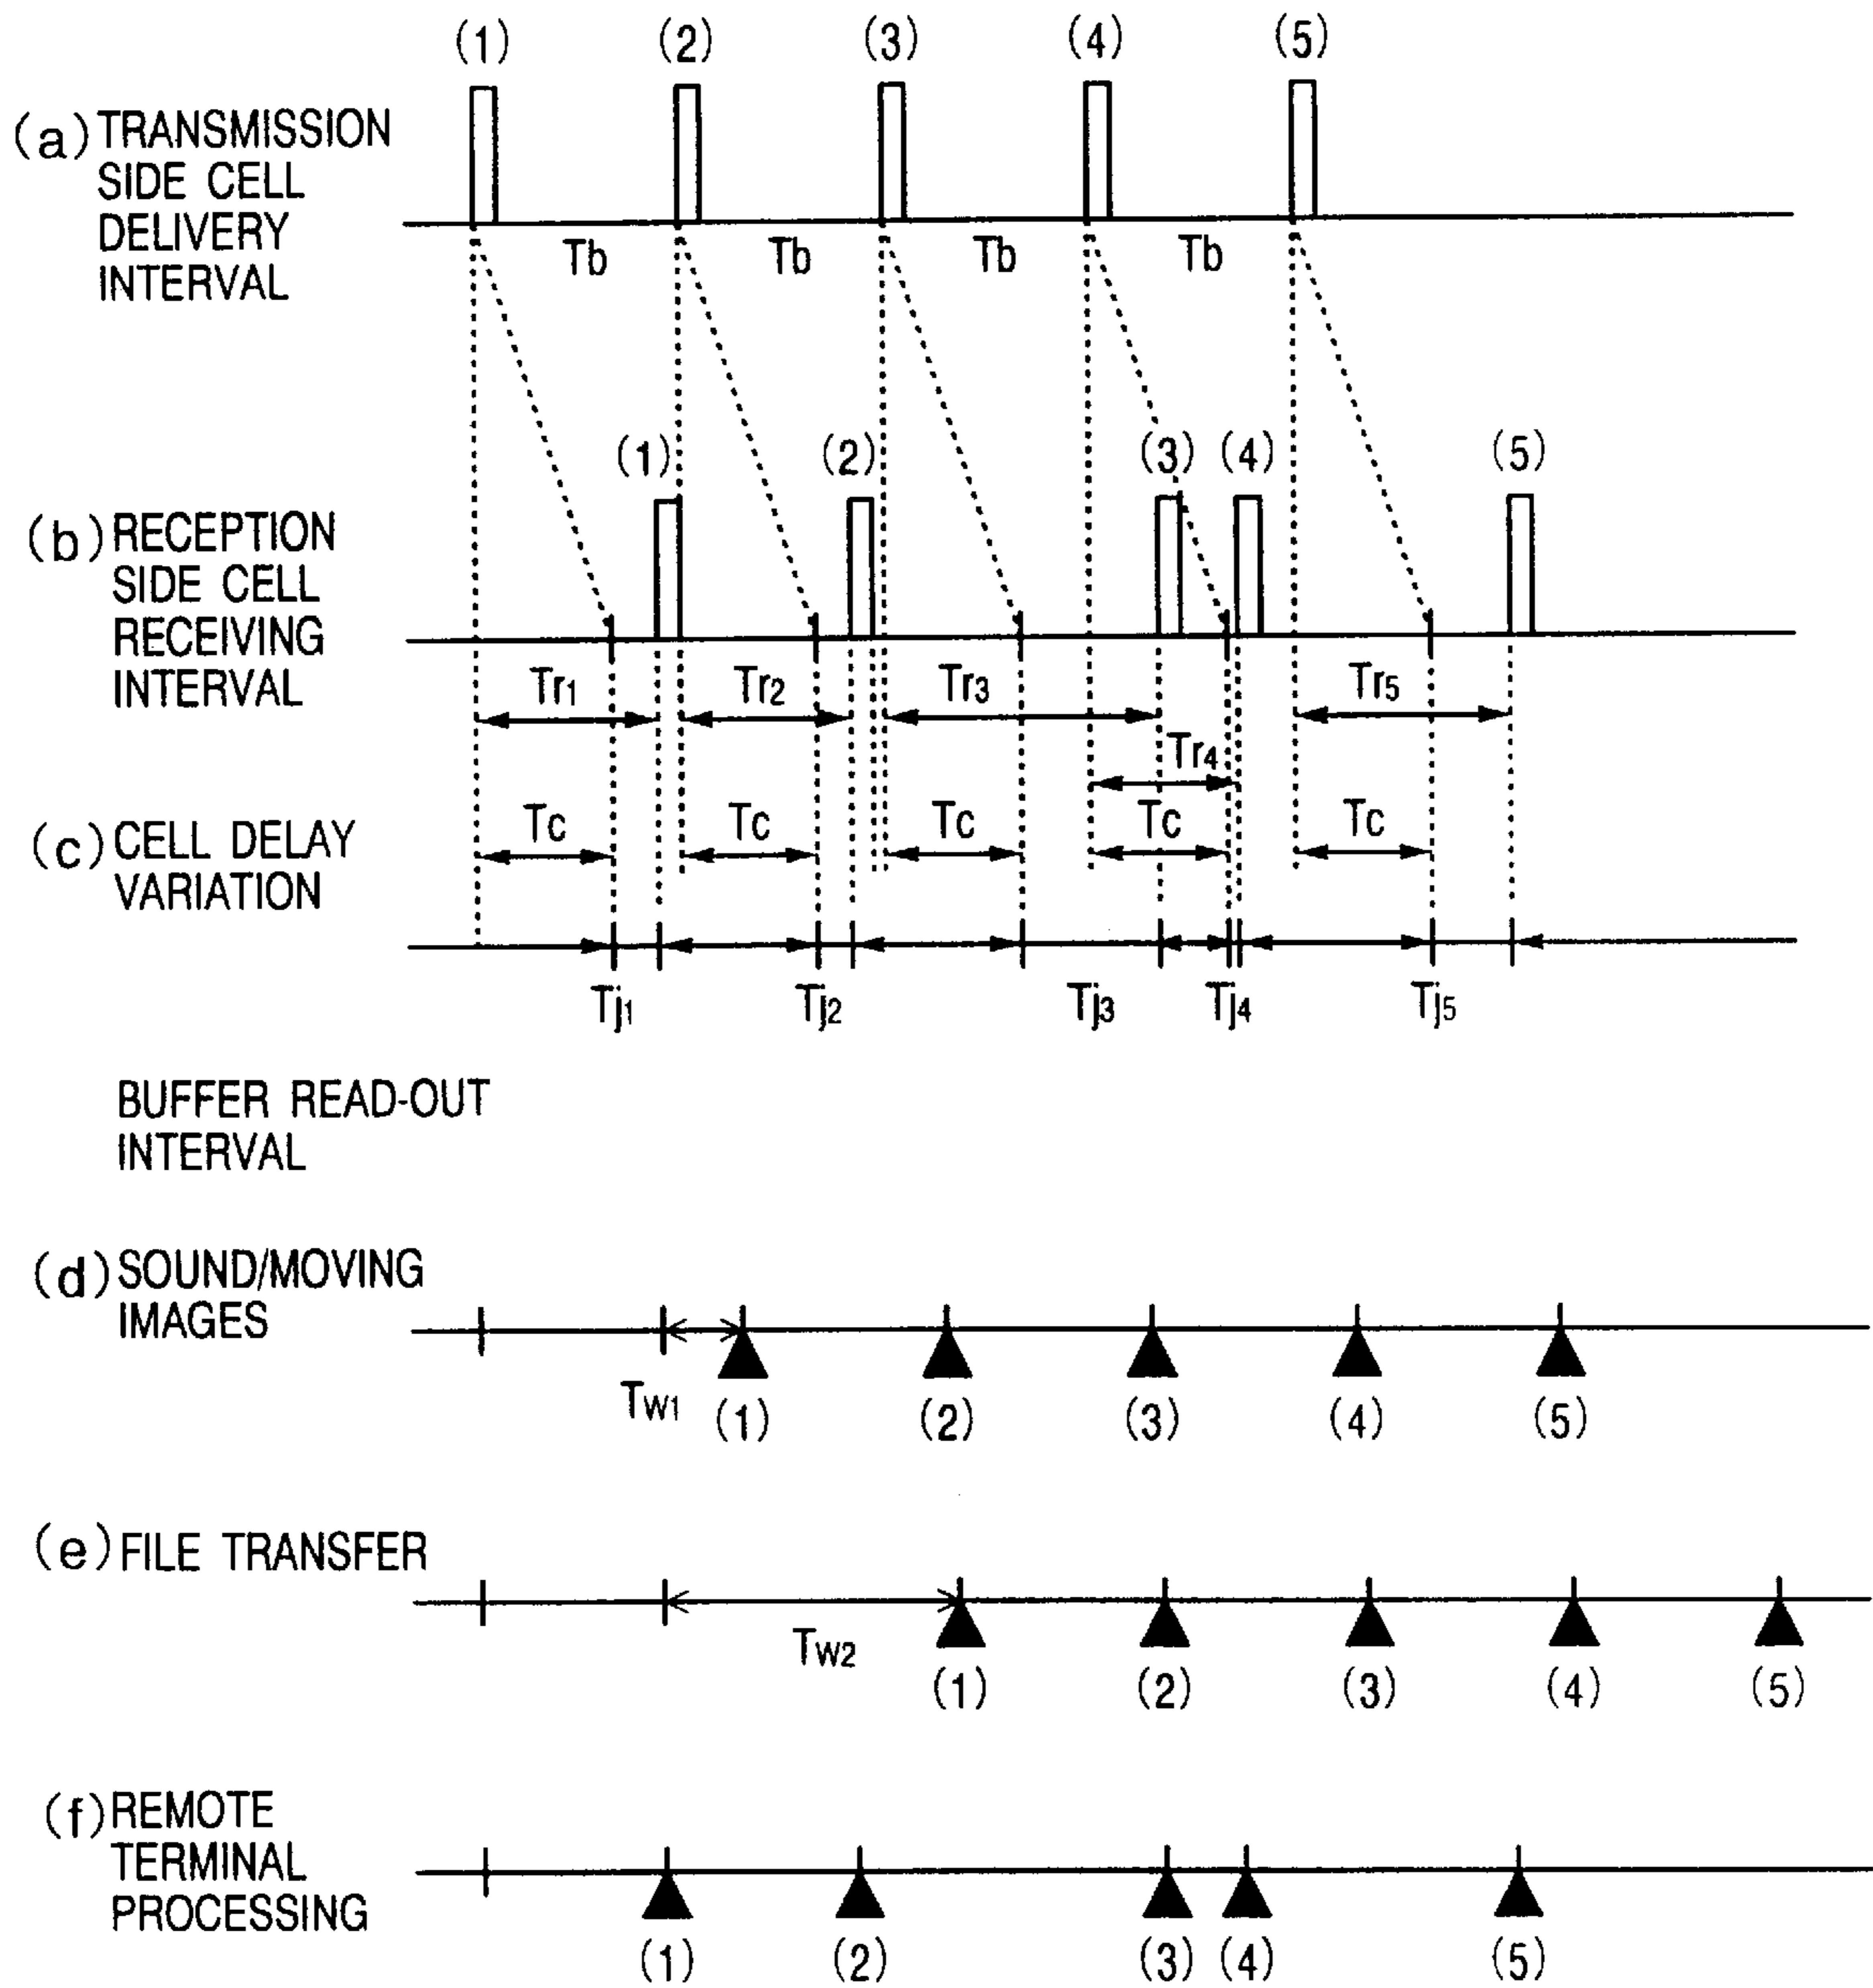 (1) (2) (3) (4) (5)
(a) TRANSMISSION
SIDE CELL
DELIVERY
INTERVAL
Tb Tb Tb Tb
(1) (2) (3) (4) (5)
(b) RECEPTION
SIDE CELL
RECEIVING
INTERVAL
Tr1 Tr2 Tr3 Tr5
Tr4
(c) CELL DELAY
VARIATION
Tc Tc Tc Tc Tc
Tj1 Tj2 Tj3 Tj4 Tj5
BUFFER READ-OUT
INTERVAL
(d) SOUND/MOVING
IMAGES
Tw1 (1) (2) (3) (4) (5)
(e) FILE TRANSFER
Tw2
(1) (2) (3) (4) (5)
(f) REMOTE
TERMINAL
PROCESSING
(1) (2) (3) (4) (5)